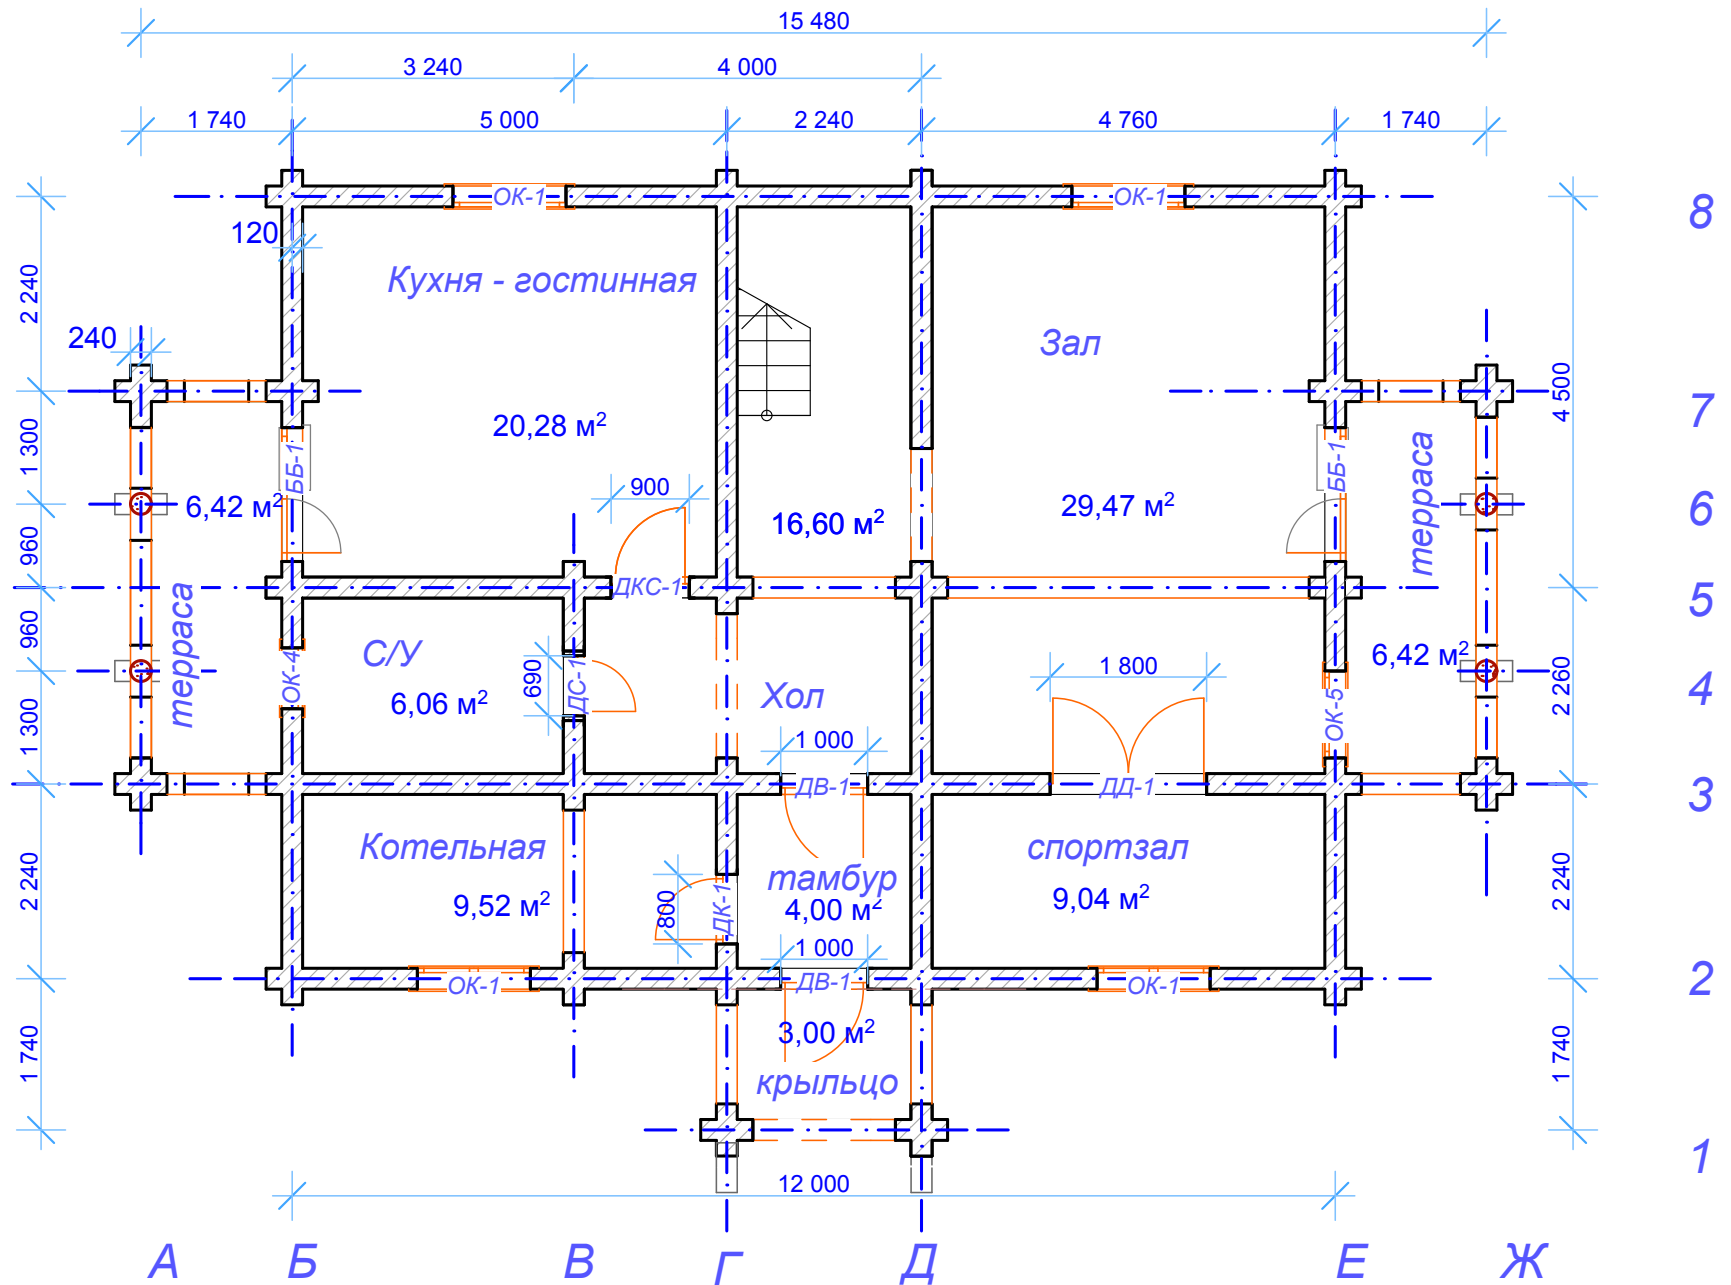 15 480
3 240
4 000
1 740
5 000
2 240
4 760
1 740
ОК-1
ОК-1
8
120
2 240
Кухня - гостинная
240
Зал
4 500
7
20,28 м²
1 300
ББ-1
ББ-1
терраса
900
6,42 м²
16,60 м²
29,47 м²
6
960
ДКС-1
5
960
терраса
С/У
ОК-4
6,06 м²
690
ДС-1
Хол
1 800
6,42 м²
ОК-5
2 260
4
1 300
1 000
ДВ-1
ДД-1
3
Котельная
тамбур
спортзал
9,52 м²
800
ДК-1
4,00 м²
9,04 м²
2 240
2 240
1 000
ОК-1
ДВ-1
ОК-1
2
3,00 м²
1 740
1 740
крыльцо
1
12 000
А
Б
В
Г
Д
Е
Ж